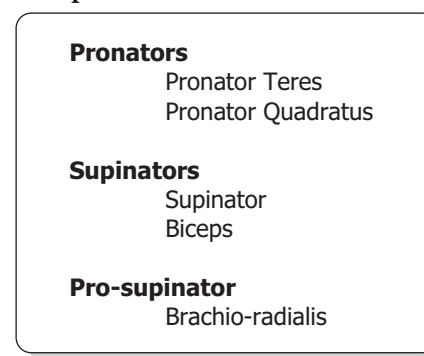 Pronators
Pronator Teres
Pronator Quadratus
Supinators
Supinator
Biceps
Pro-supinator
Brachio-radialis